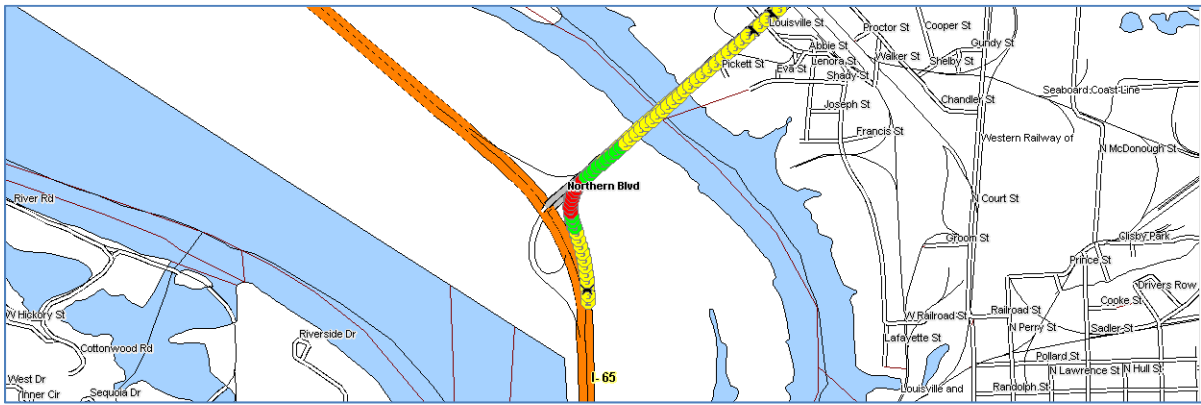 Louisville St
Proctor St
Cooper St
Abbie St
Gundy St
Pickett St
Lenora St
Walker St
Shelby St
Eva St
Shady St
Seaboard Coast Line
Joseph St
Chandler St
Francis St
Western Railway of
N McDonough St
Northern Blvd
River Rd
N Court St
Groom St
Clisby Park
Prince St
Drivers Row
W Hickory St
Riverside Dr
W Railroad St
Railroad St
Cooke St
N Perry St
Sadler St
Cottonwood Rd
Lafayette St
Pollard St
West Dr
I- 65
N Lawrence St
N Hull St
Inner Cir
Sequoia Dr
Louisville and
Randolph St